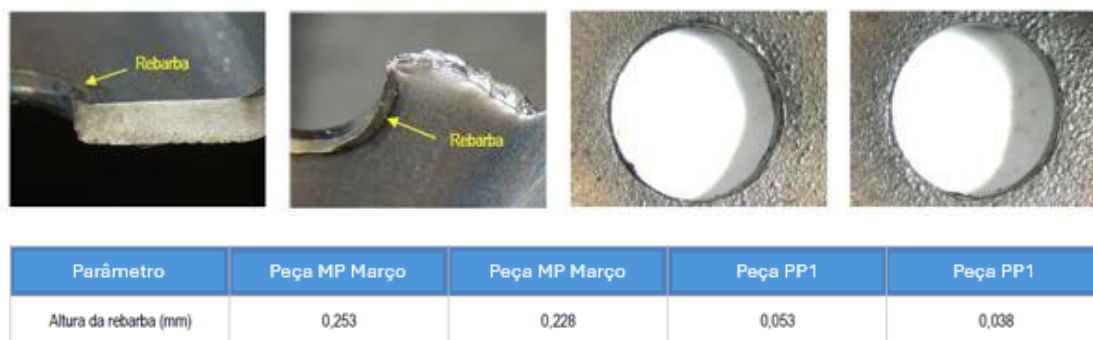 Rebarba
Rebarba
Parâmetro Peça MP Março Peça MP Março Peça PP1 Peça PP1
Altura da rebarba (mm) 0,253 0,228 0,053 0,038